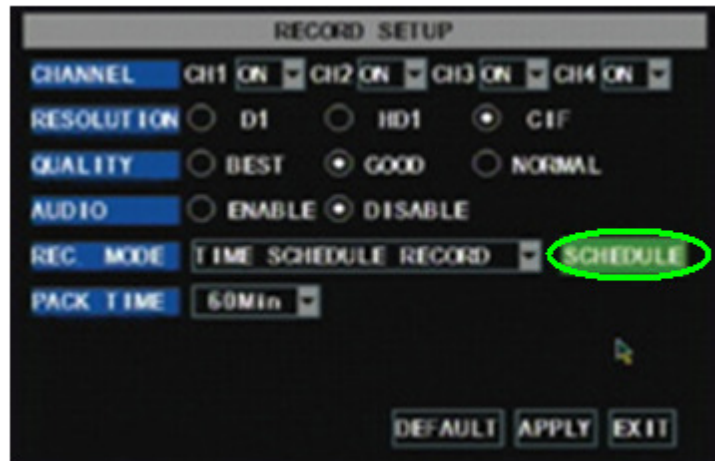 RECORD SETUP
CHANNEL CH1 ON CH2 ON CH3 ON CH4 ON
RESOLUTION D1 HD1 CIF
QUALITY BEST GOOD NORMAL
AUDIO ENABLE DISABLE
REC. MODE TIME SCHEDULE RECORD SCHEDULE
PACK TIME 60Min
DEFAULT APPLY EXIT